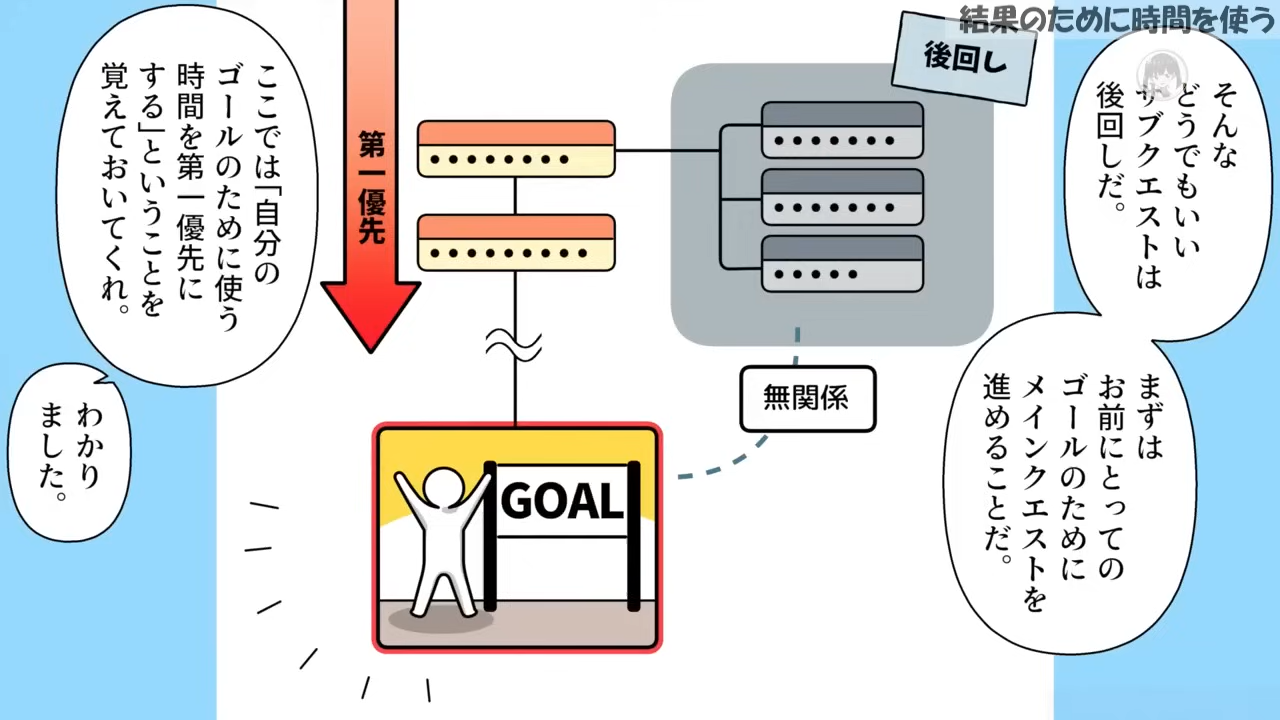 結果のために時間を使う
そんな
どうでもいい
サブクエストは
後回しだ。
まずは
お前にとっての
ゴールのために
メインクエストを
進めることだ。
後回し
無関係
第一優先
GOAL
ここでは「自分の
ゴールのために使う
時間を第一優先に
する」ということを
覚えておいてくれ。
わかり
ました。